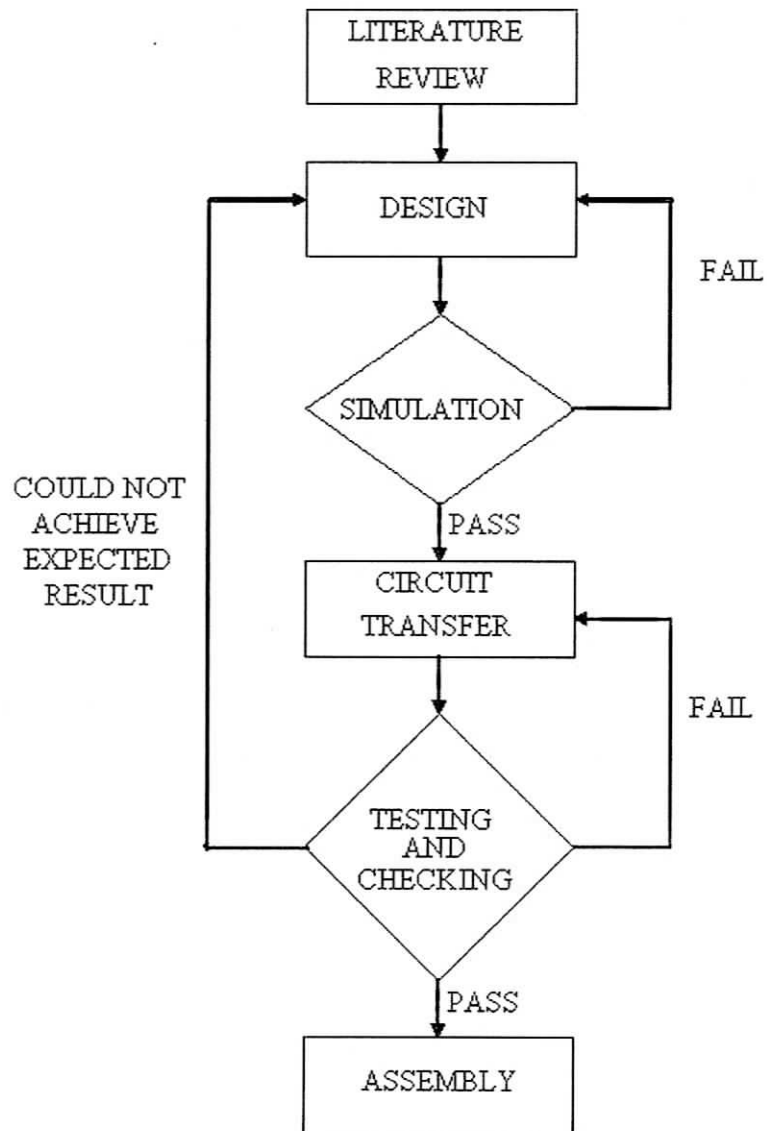 LITERATURE
REVIEW
DESIGN
FAIL
SIMULATION
COULD NOT
ACHIEVE
EXPECTED
RESULT
PASS
CIRCUIT
TRANSFER
FAIL
TESTING
AND
CHECKING
PASS
ASSEMBLY